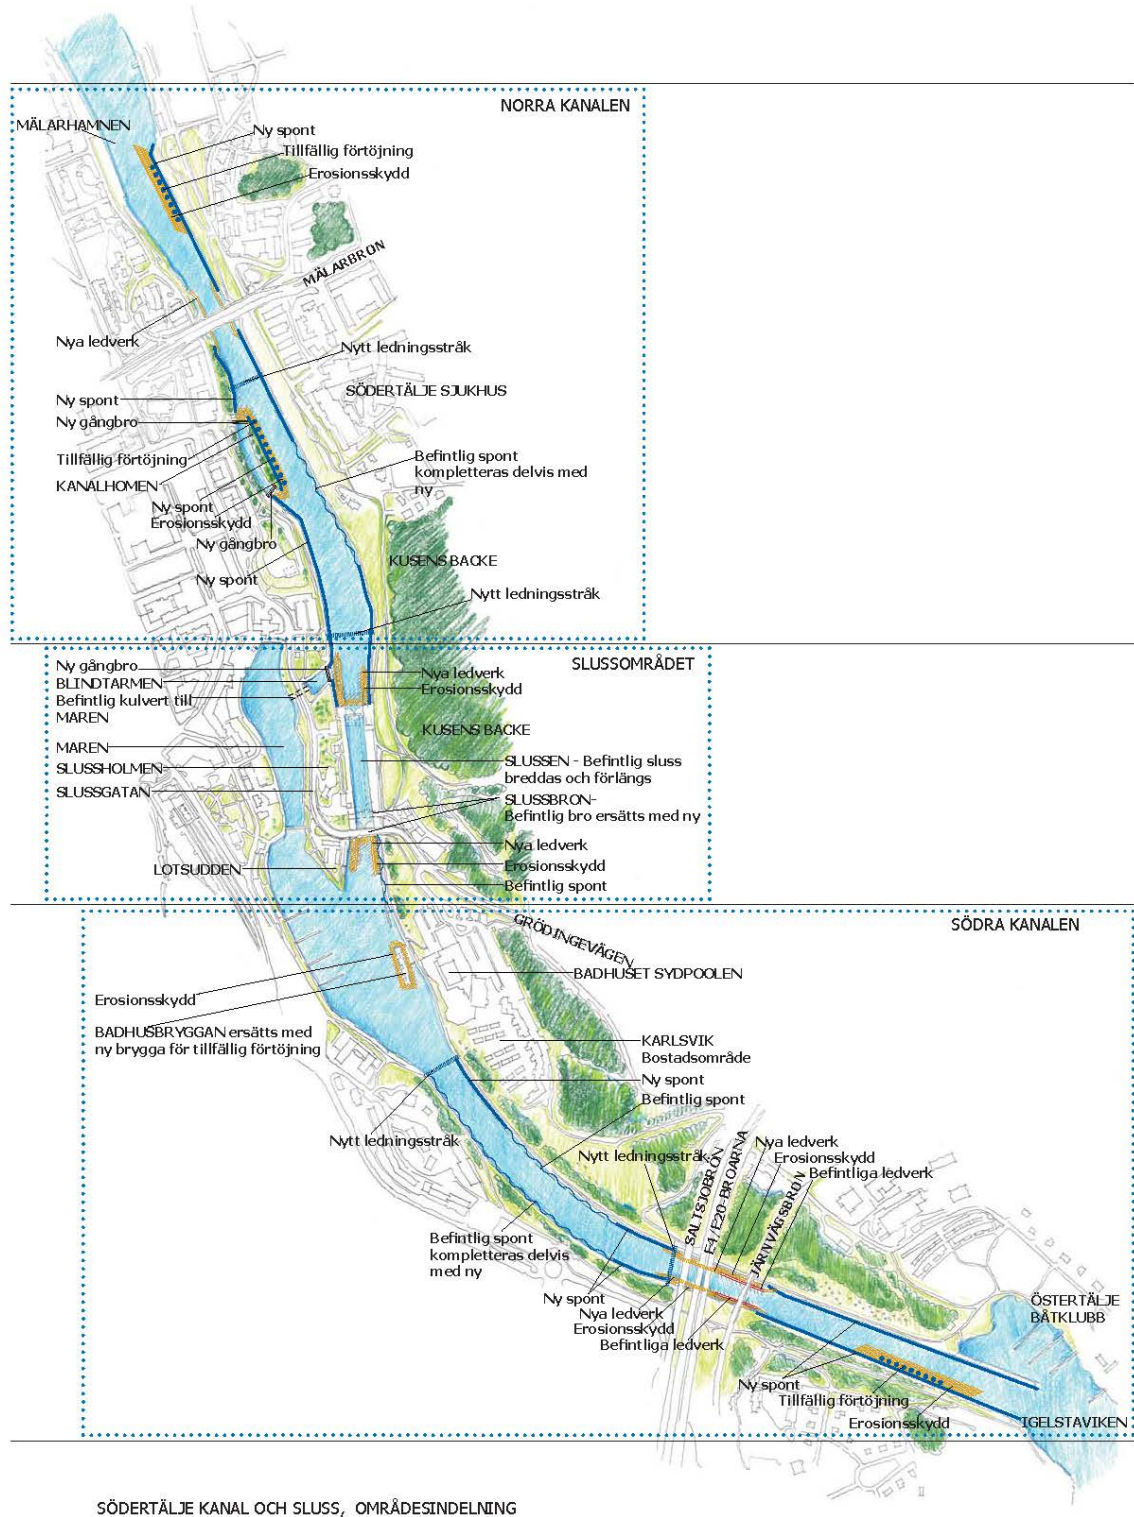 NORRA KANALEN
MÄLARHAMNEN
Ny spont
Tillfällig förtöjning
Erosionsskydd
MÄLARBRON
Nya ledverk
Nytt ledningsstråk
SÖDERTÄLJE SJUKHUS
Ny spont
Ny gångbro
Tillfällig förtöjning
KANALHOMEN
Befintlig spont
kompletteras delvis med
ny
Ny spont
Erosionsskydd
Ny gångbro
Ny spont
KUSENS BACKE
Nytt ledningsstråk
SLUSSOMRÅDET
Ny gångbro
BLINDTARMEN
Befintlig kulvert till
MAREN
Nya ledverk
Erosionsskydd
KUSENS BACKE
MAREN
SLUSSHOLMEN
SLUSSGATAN
SLUSSEN - Befintlig sluss
breddas och förlängs
SLUSSBRON-
Befintlig bro ersätts med ny
Nya ledverk
Erosionsskydd
Befintlig spont
LOTSUDDEN
SÖDRA KANALEN
GRÖDINGEVÄGEN
BADHUSET SYDPOOLEN
Erosionsskydd
BADHUSBRYGGAN ersätts med
ny brygga för tillfällig förtöjning
KARLSVIK
Bostadsområde
Ny spont
Befintlig spont
Nytt ledningsstråk
Nytt ledningsstråk
SALTSJÖBRON
E4/E20-BROARNA
JÄRNVÄGSBRON
Nya ledverk
Erosionsskydd
Befintliga ledverk
Befintlig spont
kompletteras delvis
med ny
Ny spont
Nya ledverk
Erosionsskydd
Befintliga ledverk
ÖSTERTÄLJE
BÅTKLUBB
Ny spont
Tillfällig förtöjning
Erosionsskydd
IGELSTAVIKEN
SÖDERTÄLJE KANAL OCH SLUSS, OMRÅDESINDELNING